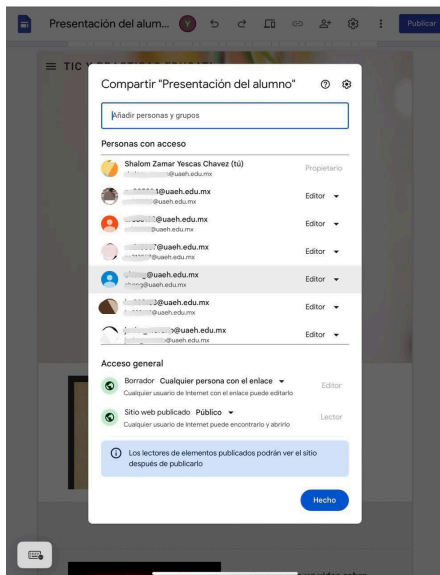 Presentación del alum...
Y
Publicar
TIC Y
Compartir "Presentación del alumno"
Añadir personas y grupos
Personas con acceso
Shalom Zamar Yescas Chavez (tú)
@uaeh.edu.mx
Propietario
@uaeh.edu.mx
@uaeh.edu.mx
Editor
@uaeh.edu.mx
@uaeh.edu.mx
Editor
@uaeh.edu.mx
@uaeh.edu.mx
Editor
@uaeh.edu.mx
@uaeh.edu.mx
Editor
@uaeh.edu.mx
@uaeh.edu.mx
Editor
@uaeh.edu.mx
@uaeh.edu.mx
Editor
Acceso general
Borrador Cualquier persona con el enlace
Cualquier usuario de Internet con el enlace puede editarlo
Editor
Sitio web publicado Público
Cualquier usuario de Internet puede encontrarlo y abrirlo
Lector
Los lectores de elementos publicados podrán ver el sitio
después de publicarlo
Hecho